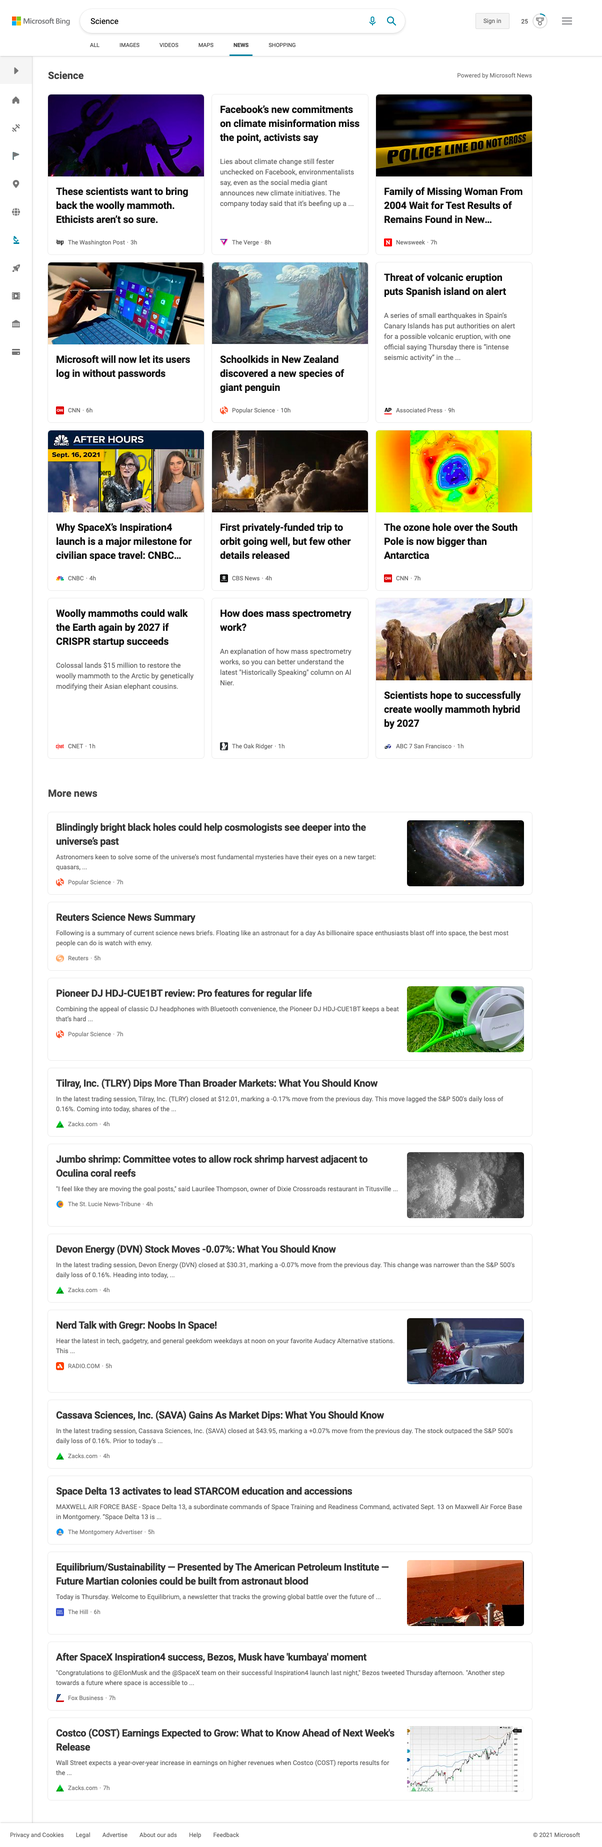 Microsoft Bing
Science
Sign in
25
ALL
IMAGES
VIDEOS
MAPS
NEWS
SHOPPING
Science
Powered by Microsoft News
These scientists want to bring
back the woolly mammoth.
Ethicists aren't so sure.
The Washington Post · 3h
Facebook's new commitments
on climate misinformation miss
the point, activists say
Lies about climate change still fester
unchecked on Facebook, environmentalists
say, even as the social media giant
announces new climate initiatives. The
company today said that it's beefing up a ...
The Verge · 8h
POLICE LINE DO NOT CROSS
Family of Missing Woman From
2004 Wait for Test Results of
Remains Found in New...
Newsweek · 7h
Microsoft will now let its users
log in without passwords
CNN · 6h
Schoolkids in New Zealand
discovered a new species of
giant penguin
Popular Science · 10h
Threat of volcanic eruption
puts Spanish island on alert
A series of small earthquakes in Spain's
Canary Islands has put authorities on alert
for a possible volcanic eruption, with one
official saying Thursday there is "intense
seismic activity" in the ...
Associated Press · 9h
CNBC
AFTER HOURS
Sept. 16, 2021
Why SpaceX's Inspiration4
launch is a major milestone for
civilian space travel: CNBC...
CNBC · 4h
First privately-funded trip to
orbit going well, but few other
details released
CBS News · 4h
The ozone hole over the South
Pole is now bigger than
Antarctica
CNN · 7h
Woolly mammoths could walk
the Earth again by 2027 if
CRISPR startup succeeds
Colossal lands $15 million to restore the
woolly mammoth to the Arctic by genetically
modifying their Asian elephant cousins.
CNET · 1h
How does mass spectrometry
work?
An explanation of how mass spectrometry
works, so you can better understand the
latest "Historically Speaking" column on Al
Nier.
The Oak Ridger · 1h
Scientists hope to successfully
create woolly mammoth hybrid
by 2027
ABC 7 San Francisco · 1h
More news
Blindingly bright black holes could help cosmologists see deeper into the
universe's past
Astronomers keen to solve some of the universe's most fundamental mysteries have their eyes on a new target:
quasars, ...
Popular Science · 7h
Reuters Science News Summary
Following is a summary of current science news briefs. Floating like an astronaut for a day As billionaire space enthusiasts blast off into space, the best most
people can do is watch with envy.
Reuters · 5h
Pioneer DJ HDJ-CUE1BT review: Pro features for regular life
Combining the appeal of classic DJ headphones with Bluetooth convenience, the Pioneer DJ HDJ-CUE1BT keeps a beat
that's hard ...
Popular Science · 7h
Tilray, Inc. (TLRY) Dips More Than Broader Markets: What You Should Know
In the latest trading session, Tilray, Inc. (TLRY) closed at $12.01, marking a -0.17% move from the previous day. This move lagged the S&P 500's daily loss of
0.16%. Coming into today, shares of the ...
Zacks.com · 4h
Jumbo shrimp: Committee votes to allow rock shrimp harvest adjacent to
Oculina coral reefs
"I feel like they are moving the goal posts," said Laurilee Thompson, owner of Dixie Crossroads restaurant in Titusville ...
The St. Lucie News-Tribune · 4h
Devon Energy (DVN) Stock Moves -0.07%: What You Should Know
In the latest trading session, Devon Energy (DVN) closed at $30.31, marking a -0.07% move from the previous day. This change was narrower than the S&P 500's
daily loss of 0.16%. Heading into today, ...
Zacks.com · 4h
Nerd Talk with Gregr: Noobs In Space!
Hear the latest in tech, gadgetry, and general geekdom weekdays at noon on your favorite Audacy Alternative stations.
This ...
RADIO.COM · 5h
Cassava Sciences, Inc. (SAVA) Gains As Market Dips: What You Should Know
In the latest trading session, Cassava Sciences, Inc. (SAVA) closed at $43.95, marking a +0.07% move from the previous day. The stock outpaced the S&P 500's
daily loss of 0.16%. Prior to today's ...
Zacks.com · 4h
Space Delta 13 activates to lead STARCOM education and accessions
MAXWELL AIR FORCE BASE - Space Delta 13, a subordinate commands of Space Training and Readiness Command, activated Sept. 13 on Maxwell Air Force Base
in Montgomery. "Space Delta 13 is ...
The Montgomery Advertiser · 5h
Equilibrium/Sustainability — Presented by The American Petroleum Institute —
Future Martian colonies could be built from astronaut blood
Today is Thursday. Welcome to Equilibrium, a newsletter that tracks the growing global battle over the future of ...
The Hill · 6h
After SpaceX Inspiration4 success, Bezos, Musk have 'kumbaya' moment
"Congratulations to @ElonMusk and the @SpaceX team on their successful Inspiration4 launch last night," Bezos tweeted Thursday afternoon. "Another step
towards a future where space is accessible to ...
Fox Business · 7h
Costco (COST) Earnings Expected to Grow: What to Know Ahead of Next Week's
Release
Wall Street expects a year-over-year increase in earnings on higher revenues when Costco (COST) reports results for
the ...
Zacks.com · 7h
ZACKS
Privacy and Cookies
Legal
Advertise
About our ads
Help
Feedback
© 2021 Microsoft